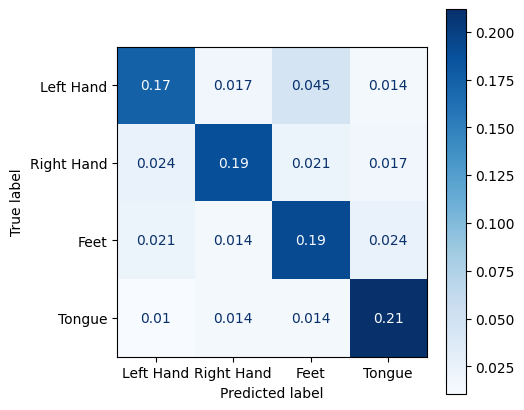 0.200
0.175
0.150
0.125
0.100
0.075
0.050
0.025
True label
Left Hand 0.17 0.017 0.045 0.014
Right Hand 0.024 0.19 0.021 0.017
Feet 0.021 0.014 0.19 0.024
Tongue 0.01 0.014 0.014 0.21
Left Hand Right Hand Feet Tongue
Predicted label